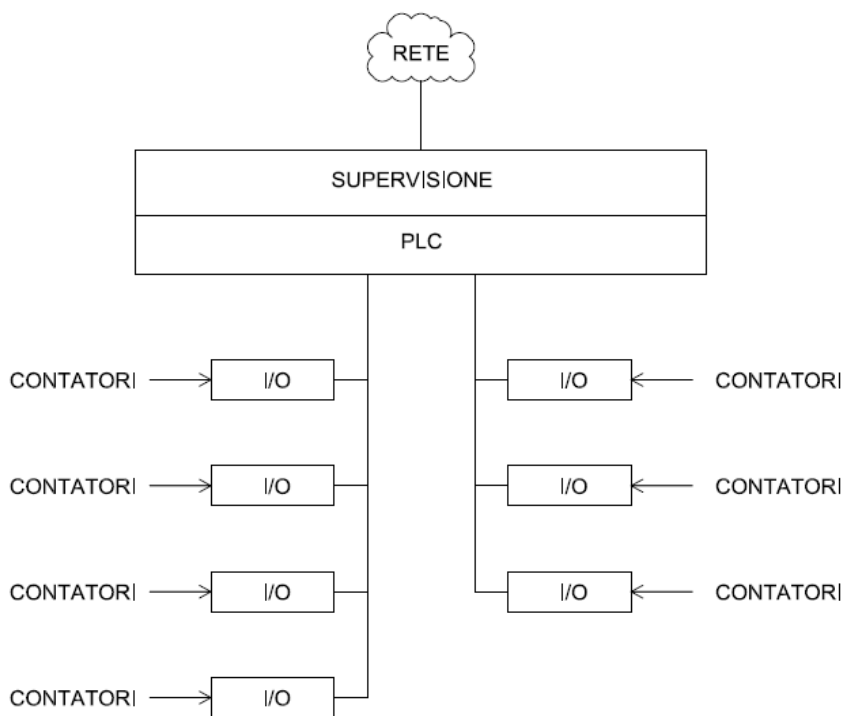 RETE
SUPERVISIONE
PLC
CONTATORI I/O I/O CONTATORI
CONTATORI I/O I/O CONTATORI
CONTATORI I/O I/O CONTATORI
CONTATORI I/O